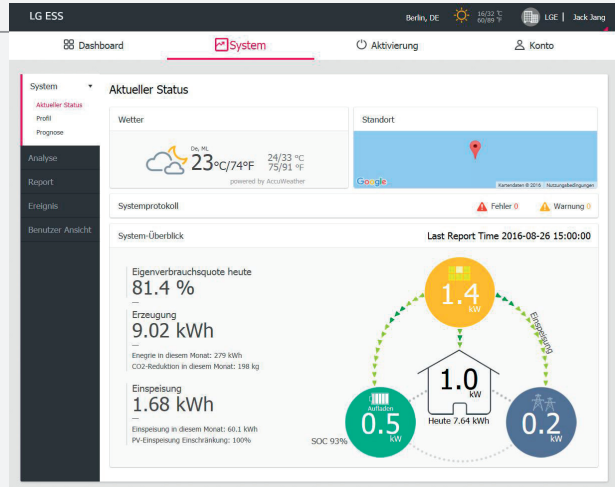 LG ESS
Berlin, DE
16/32 °C
60/89 °F
LGE | Jack Jang
Dashboard
System
Aktivierung
Konto
System
Aktueller Status
Profil
Prognose
Analyse
Report
Ereignis
Benutzer Ansicht
Aktueller Status
Wetter
De, Mi,
23°C/74°F
24/33 °C
75/91 °F
powered by AccuWeather
Standort
Google
Kartendaten © 2016
Nutzungsbedingungen
Systemprotokoll
Fehler 0
Warnung 0
System-Überblick
Last Report Time 2016-08-26 15:00:00
Eigenverbrauchsquote heute
81.4 %
Erzeugung
9.02 kWh
Enegrie in diesem Monat: 279 kWh
CO2-Reduktion in diesem Monat: 198 kg
Einspeisung
1.68 kWh
Einspeisung in diesem Monat: 60.1 kWh
PV-Einspeisung Einschränkung: 100%
1.4
kW
Einspeisung
1.0
kW
Heute 7.64 kWh
Aufladen
0.5
kW
SOC 93%
0.2
kW